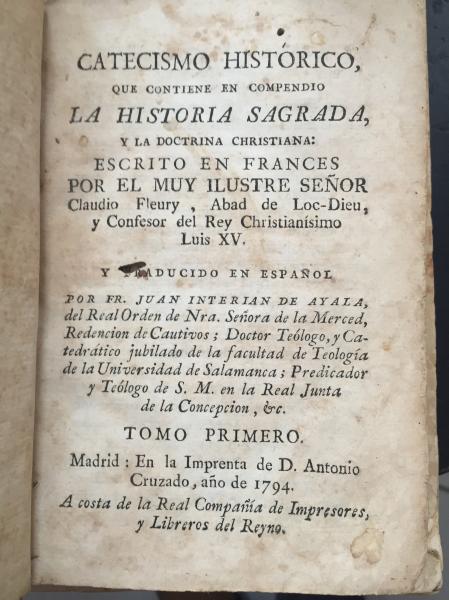 CATECISMO HISTÓRICO,
QUE CONTIENE EN COMPENDIO
LA HISTORIA SAGRADA,
Y LA DOCTRINA CHRISTIANA:
ESCRITO EN FRANCES
POR EL MUY ILUSTRE SEÑOR
Claudio Fleury, Abad de Loc-Dieu,
y Confesor del Rey Christianísimo
Luis XV.
Y TRADUCIDO EN ESPAÑOL
POR FR. JUAN INTERIAN DE AYALA,
del Real Orden de Nra. Señora de la Merced,
Redencion de Cautivos; Doctor Teólogo, y Ca-
tedrático jubilado de la facultad de Teología
de la Universidad de Salamanca; Predicador
y Teólogo de S. M. en la Real Junta
de la Concepcion, &c.
TOMO PRIMERO.
Madrid: En la Imprenta de D. Antonio
Cruzado, año de 1794.
A costa de la Real Compañía de Impresores,
y Libreros del Reyno.